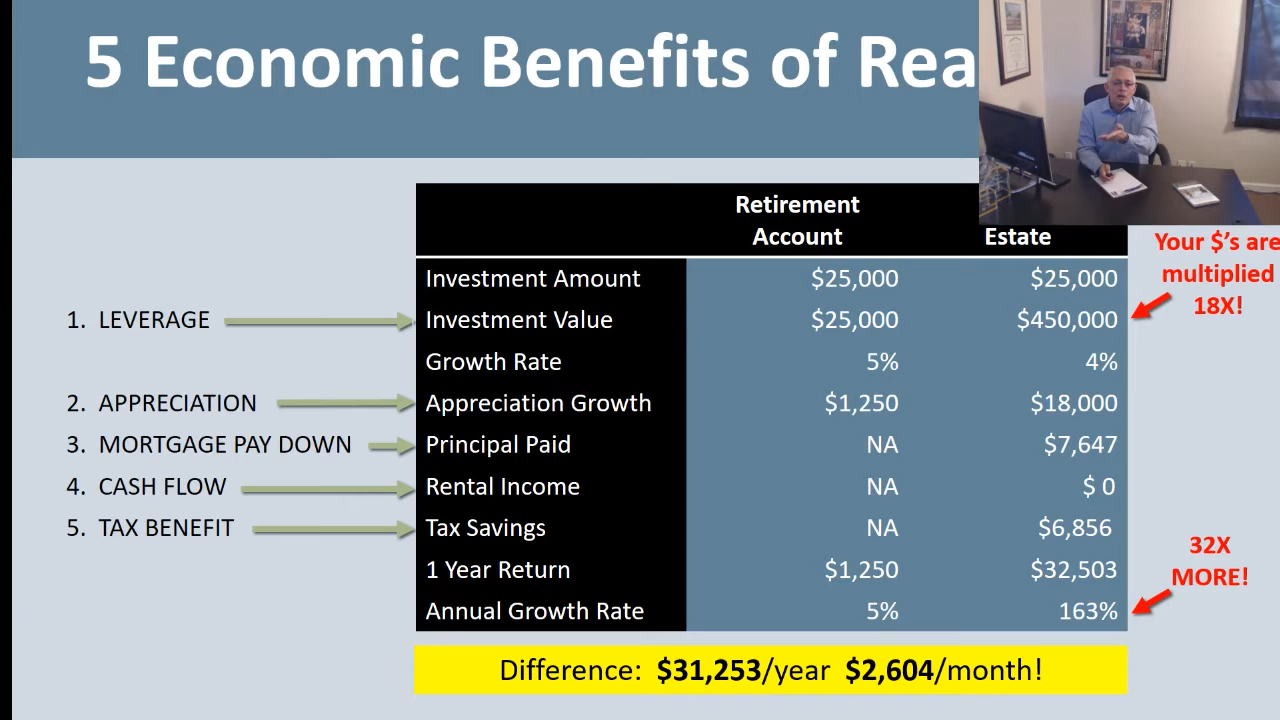 5 Economic Benefits of Rea
Retirement
Account
Estate
Investment Amount $25,000 $25,000
1. LEVERAGE Investment Value $25,000 $450,000
Growth Rate 5% 4%
2. APPRECIATION Appreciation Growth $1,250 $18,000
3. MORTGAGE PAY DOWN Principal Paid NA $7,647
4. CASH FLOW Rental Income NA $ 0
5. TAX BENEFIT Tax Savings NA $6,856
1 Year Return $1,250 $32,503
Annual Growth Rate 5% 163%
Your $'s are
multiplied
18X!
32X
MORE!
Difference: $31,253/year $2,604/month!